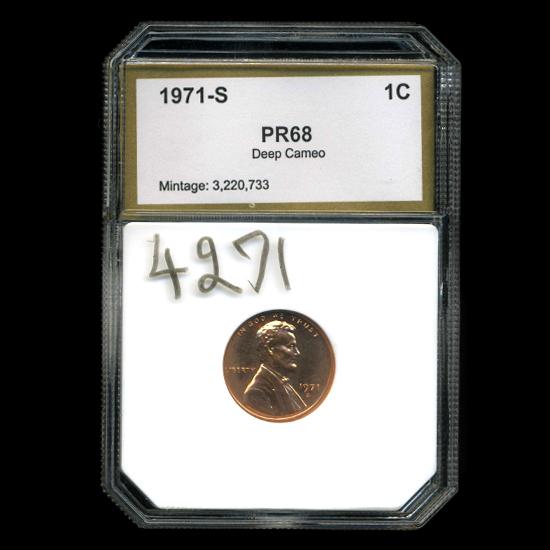 1971-S 1C
PR68
Deep Cameo
Mintage: 3,220,733
4271
IN GOD WE TRUST
LIBERTY 1971
S